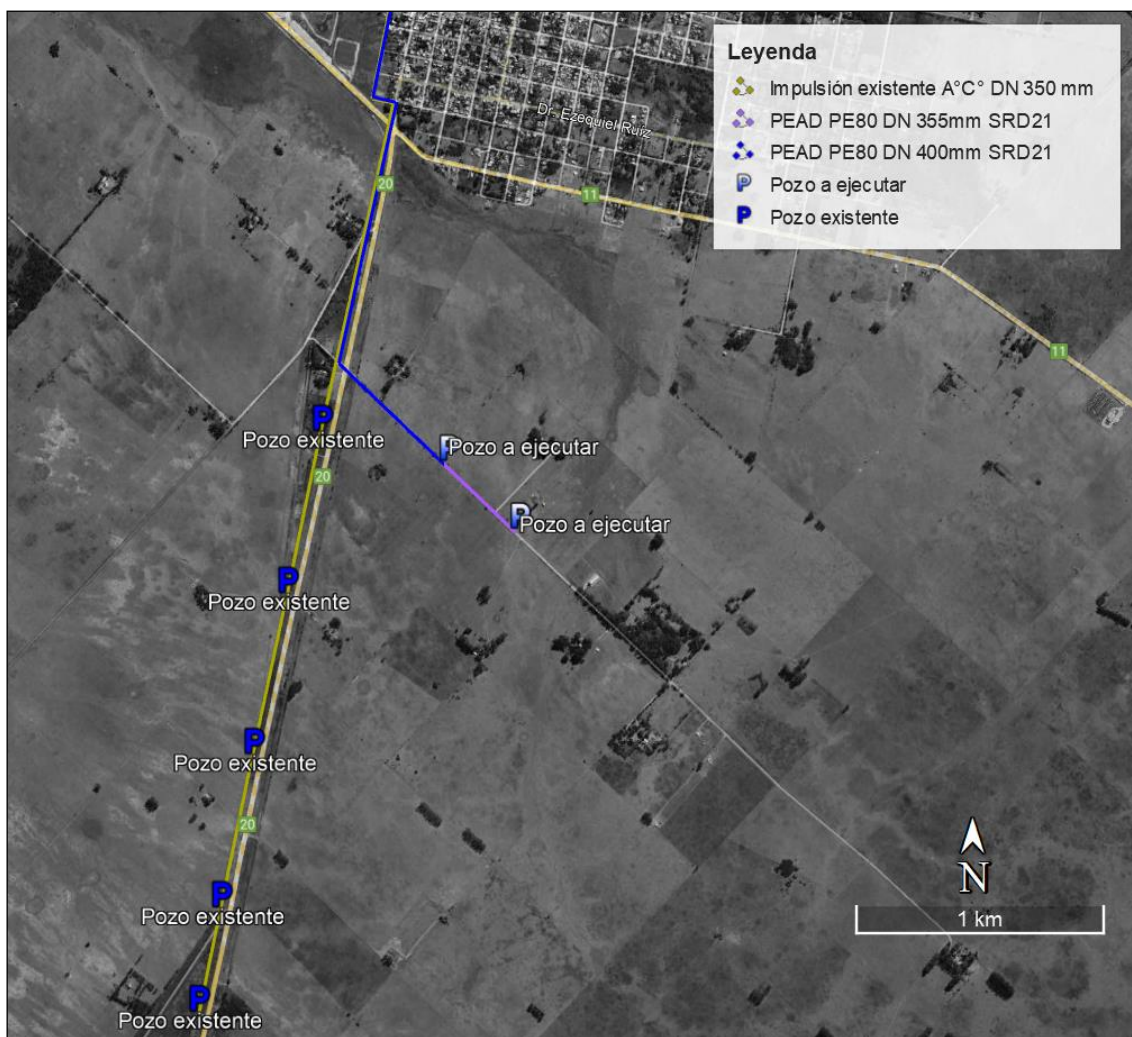 Leyenda
Impulsión existente A°C° DN 350 mm
PEAD PE80 DN 355mm SRD21
PEAD PE80 DN 400mm SRD21
P Pozo a ejecutar
P Pozo existente
Dr. Ezequiel Ruiz
20
11
11
P
Pozo existente
P Pozo a ejecutar
20
P Pozo a ejecutar
P
Pozo existente
P
Pozo existente
20
P
Pozo existente
N
1 km
P
Pozo existente